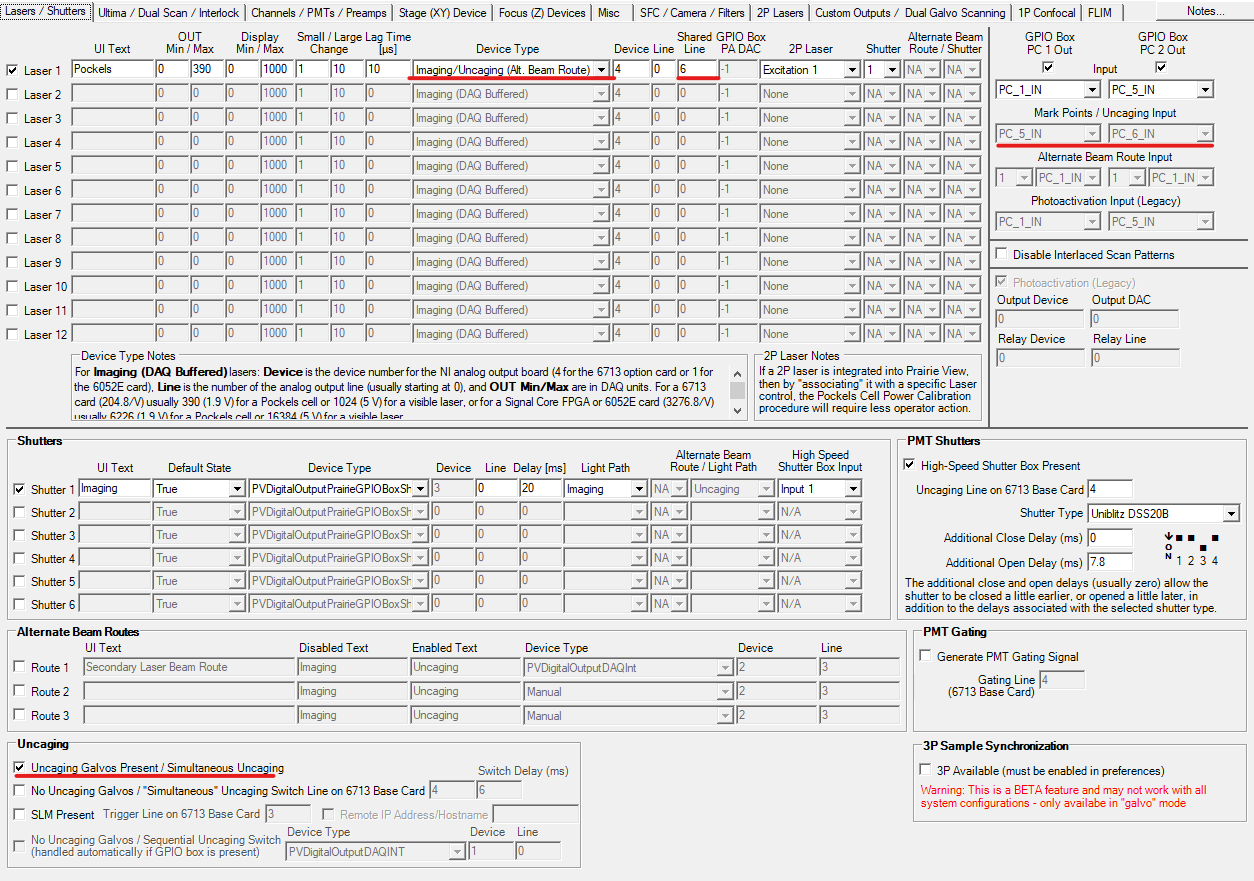 Lasers / Shutters Ultima / Dual Scan / Interlock Channels / PMTs / Preamps Stage (XY) Device Focus (Z) Devices Misc SFC / Camera / Filters 2P Lasers Custom Outputs / Dual Galvo Scanning 1P Confocal FLIM Notes...
UI Text OUT Min / Max Display Min / Max Small / Large Change Lag Time [µs] Device Type Device Line Shared Line GPIO Box PA DAC 2P Laser Shutter Alternate Beam Route / Shutter
Laser 1 Pockels 0 390 0 1000 1 10 10 Imaging/Uncaging (Alt. Beam Route) 4 0 6 -1 Excitation 1 1 NA NA
Laser 2 0 0 0 1000 1 10 0 Imaging (DAQ Buffered) 4 0 0 -1 None NA NA NA
Laser 3 0 0 0 1000 1 10 0 Imaging (DAQ Buffered) 4 0 0 -1 None NA NA NA
Laser 4 0 0 0 1000 1 10 0 Imaging (DAQ Buffered) 4 0 0 -1 None NA NA NA
Laser 5 0 0 0 1000 1 10 0 Imaging (DAQ Buffered) 4 0 0 -1 None NA NA NA
Laser 6 0 0 0 1000 1 10 0 Imaging (DAQ Buffered) 4 0 0 -1 None NA NA NA
Laser 7 0 0 0 1000 1 10 0 Imaging (DAQ Buffered) 4 0 0 -1 None NA NA NA
Laser 8 0 0 0 1000 1 10 0 Imaging (DAQ Buffered) 4 0 0 -1 None NA NA NA
Laser 9 0 0 0 1000 1 10 0 Imaging (DAQ Buffered) 4 0 0 -1 None NA NA NA
Laser 10 0 0 0 1000 1 10 0 Imaging (DAQ Buffered) 4 0 0 -1 None NA NA NA
Laser 11 0 0 0 1000 1 10 0 Imaging (DAQ Buffered) 4 0 0 -1 None NA NA NA
Laser 12 0 0 0 1000 1 10 0 Imaging (DAQ Buffered) 4 0 0 -1 None NA NA NA
Device Type Notes
For Imaging (DAQ Buffered) lasers: Device is the device number for the NI analog output board (4 for the 6713 option card or 1 for
the 6052E card), Line is the number of the analog output line (usually starting at 0), and OUT Min/Max are in DAQ units. For a 6713
card (204.8/V) usually 390 (1.9 V) for a Pockels cell or 1024 (5 V) for a visible laser, or for a Signal Core FPGA or 6052E card (3276.8/V)
usually 6226 (1.9 V) for a Pockels cell or 16384 (5 V) for a visible laser.
2P Laser Notes
If a 2P laser is integrated into Prairie View,
then by "associating" it with a specific Laser
control, the Pockels Cell Power Calibration
procedure will require less operator action.
GPIO Box PC 1 Out GPIO Box PC 2 Out
Input
PC_1_IN PC_5_IN
Mark Points / Uncaging Input
PC_5_IN PC_6_IN
Alternate Beam Route Input
1 PC_1_IN 1 PC_1_IN
Photoactivation Input (Legacy)
PC_1_IN PC_5_IN
Disable Interlaced Scan Patterns
Photoactivation (Legacy)
Output Device Output DAC
0 0
Relay Device Relay Line
0 0
Shutters
UI Text Default State Device Type Device Line Delay [ms] Light Path Alternate Beam Route / Light Path High Speed Shutter Box Input
Shutter 1 Imaging True PVDigitalOutputPrairieGPIOBoxSh 3 0 20 Imaging NA Uncaging Input 1
Shutter 2 True PVDigitalOutputPrairieGPIOBoxSh 0 0 0 NA N/A
Shutter 3 True PVDigitalOutputPrairieGPIOBoxSh 0 0 0 NA N/A
Shutter 4 True PVDigitalOutputPrairieGPIOBoxSh 0 0 0 NA N/A
Shutter 5 True PVDigitalOutputPrairieGPIOBoxSh 0 0 0 NA N/A
Shutter 6 True PVDigitalOutputPrairieGPIOBoxSh 0 0 0 NA N/A
PMT Shutters
High-Speed Shutter Box Present
Uncaging Line on 6713 Base Card 4
Shutter Type Uniblitz DSS20B
Additional Close Delay (ms) 0
Additional Open Delay (ms) 7.8
ON 1 2 3 4
The additional close and open delays (usually zero) allow the
shutter to be closed a little earlier, or opened a little later, in
addition to the delays associated with the selected shutter type.
Alternate Beam Routes
UI Text Disabled Text Enabled Text Device Type Device Line
Route 1 Secondary Laser Beam Route Imaging Uncaging PVDigitalOutputDAQInt 2 3
Route 2 Imaging Uncaging Manual 2 3
Route 3 Imaging Uncaging Manual 2 3
PMT Gating
Generate PMT Gating Signal
Gating Line 4
(6713 Base Card)
Uncaging
Uncaging Galvos Present / Simultaneous Uncaging Switch Delay (ms)
No Uncaging Galvos / "Simultaneous" Uncaging Switch Line on 6713 Base Card 4 6
SLM Present Trigger Line on 6713 Base Card 3 Remote IP Address/Hostname
No Uncaging Galvos / Sequential Uncaging Switch Device Type Device Line
(handled automatically if GPIO box is present) PVDigitalOutputDAQINT 1 0
3P Sample Synchronization
3P Available (must be enabled in preferences)
Warning: This is a BETA feature and may not work with all
system configurations - only availabe in "galvo" mode